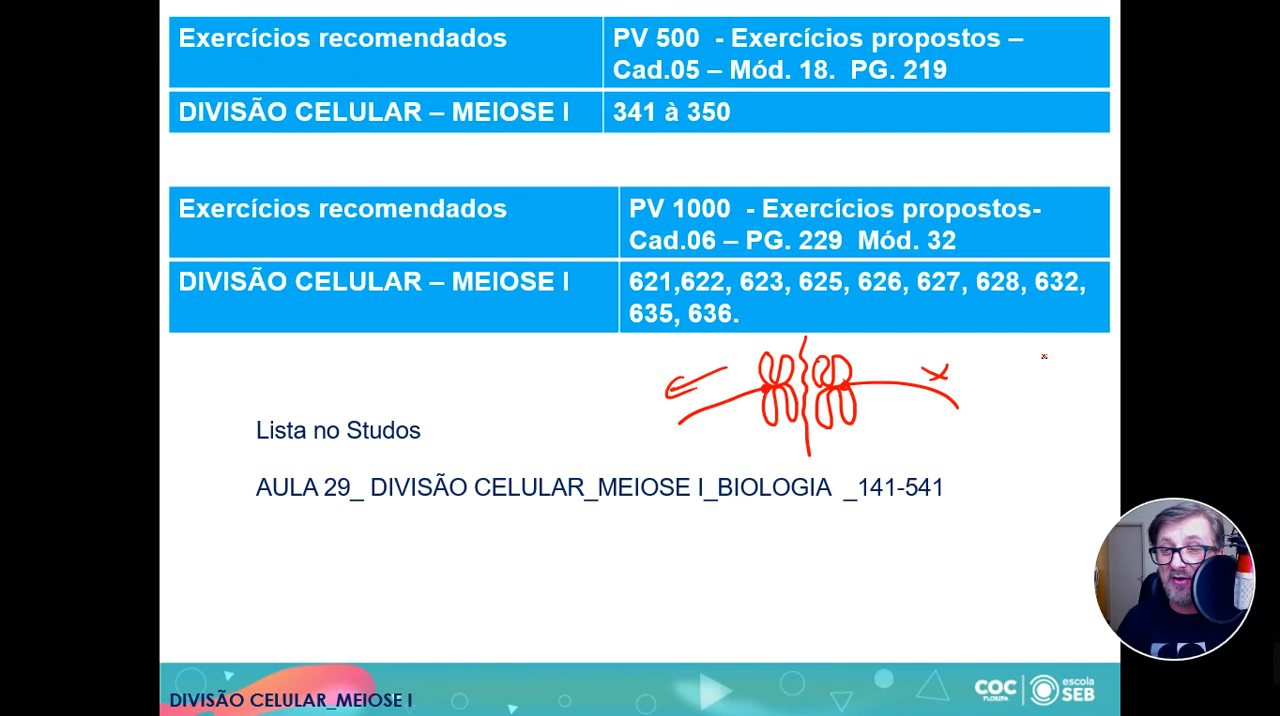 Exercícios recomendados
PV 500 - Exercícios propostos –
Cad.05 – Mód. 18. PG. 219
DIVISÃO CELULAR – MEIOSE I
341 à 350
Exercícios recomendados
PV 1000 - Exercícios propostos-
Cad.06 – PG. 229 Mód. 32
DIVISÃO CELULAR – MEIOSE I
621,622, 623, 625, 626, 627, 628, 632,
635, 636.
Lista no Studos
AULA 29_ DIVISÃO CELULAR_MEIOSE I_BIOLOGIA _141-541
DIVISÃO CELULAR_MEIOSE I
COC
FLORIPA
escola
SEB